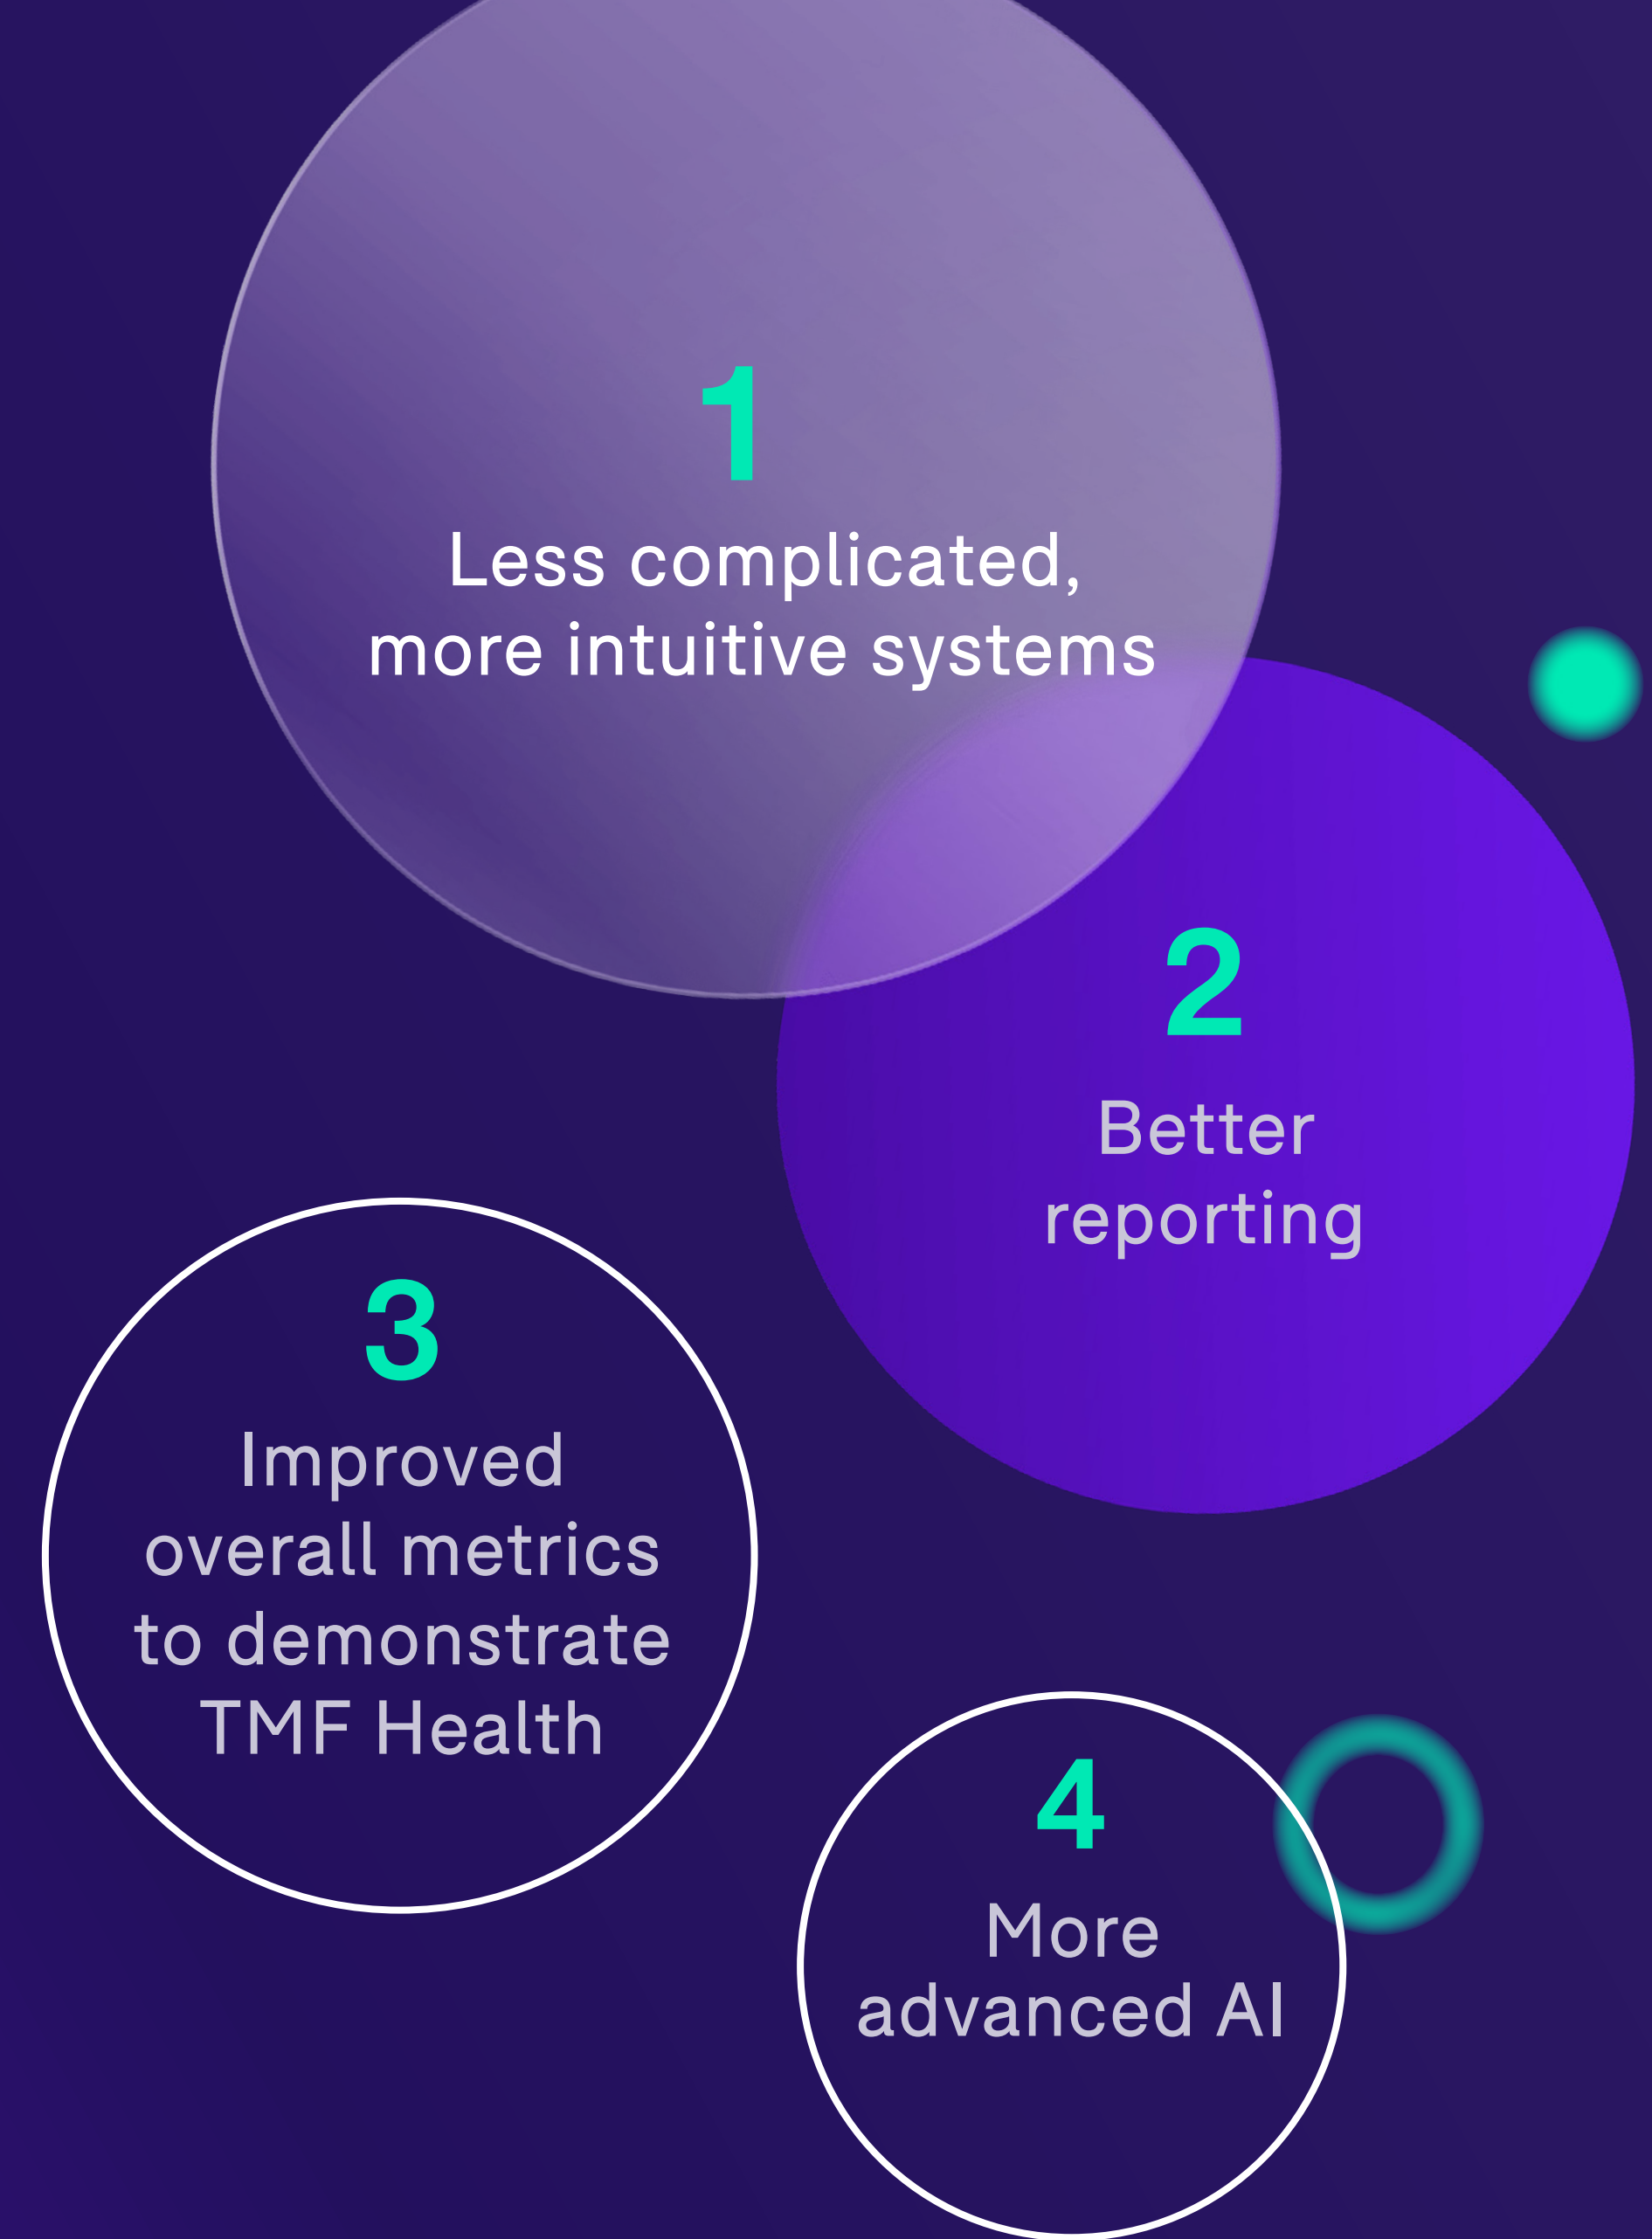 1
Less complicated,
more intuitive systems
2
Better
reporting
3
Improved
overall metrics
to demonstrate
TMF Health
4
More
advanced AI